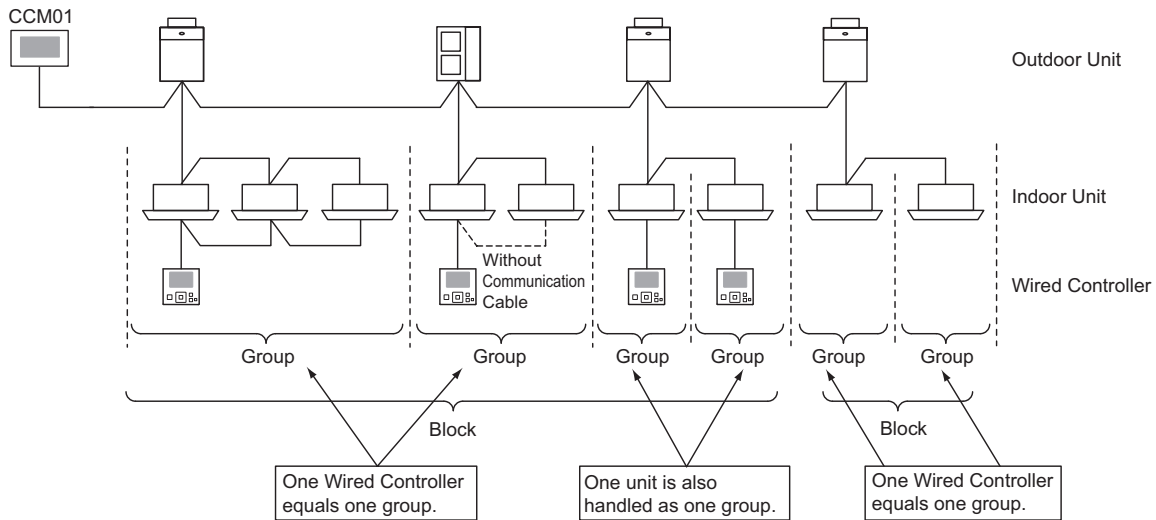 CCM01
Outdoor Unit
Indoor Unit
Without
Communication
Cable
Wired Controller
Group
Group
Group
Group
Group
Group
Block
Block
One Wired Controller
equals one group.
One unit is also
handled as one group.
One Wired Controller
equals one group.